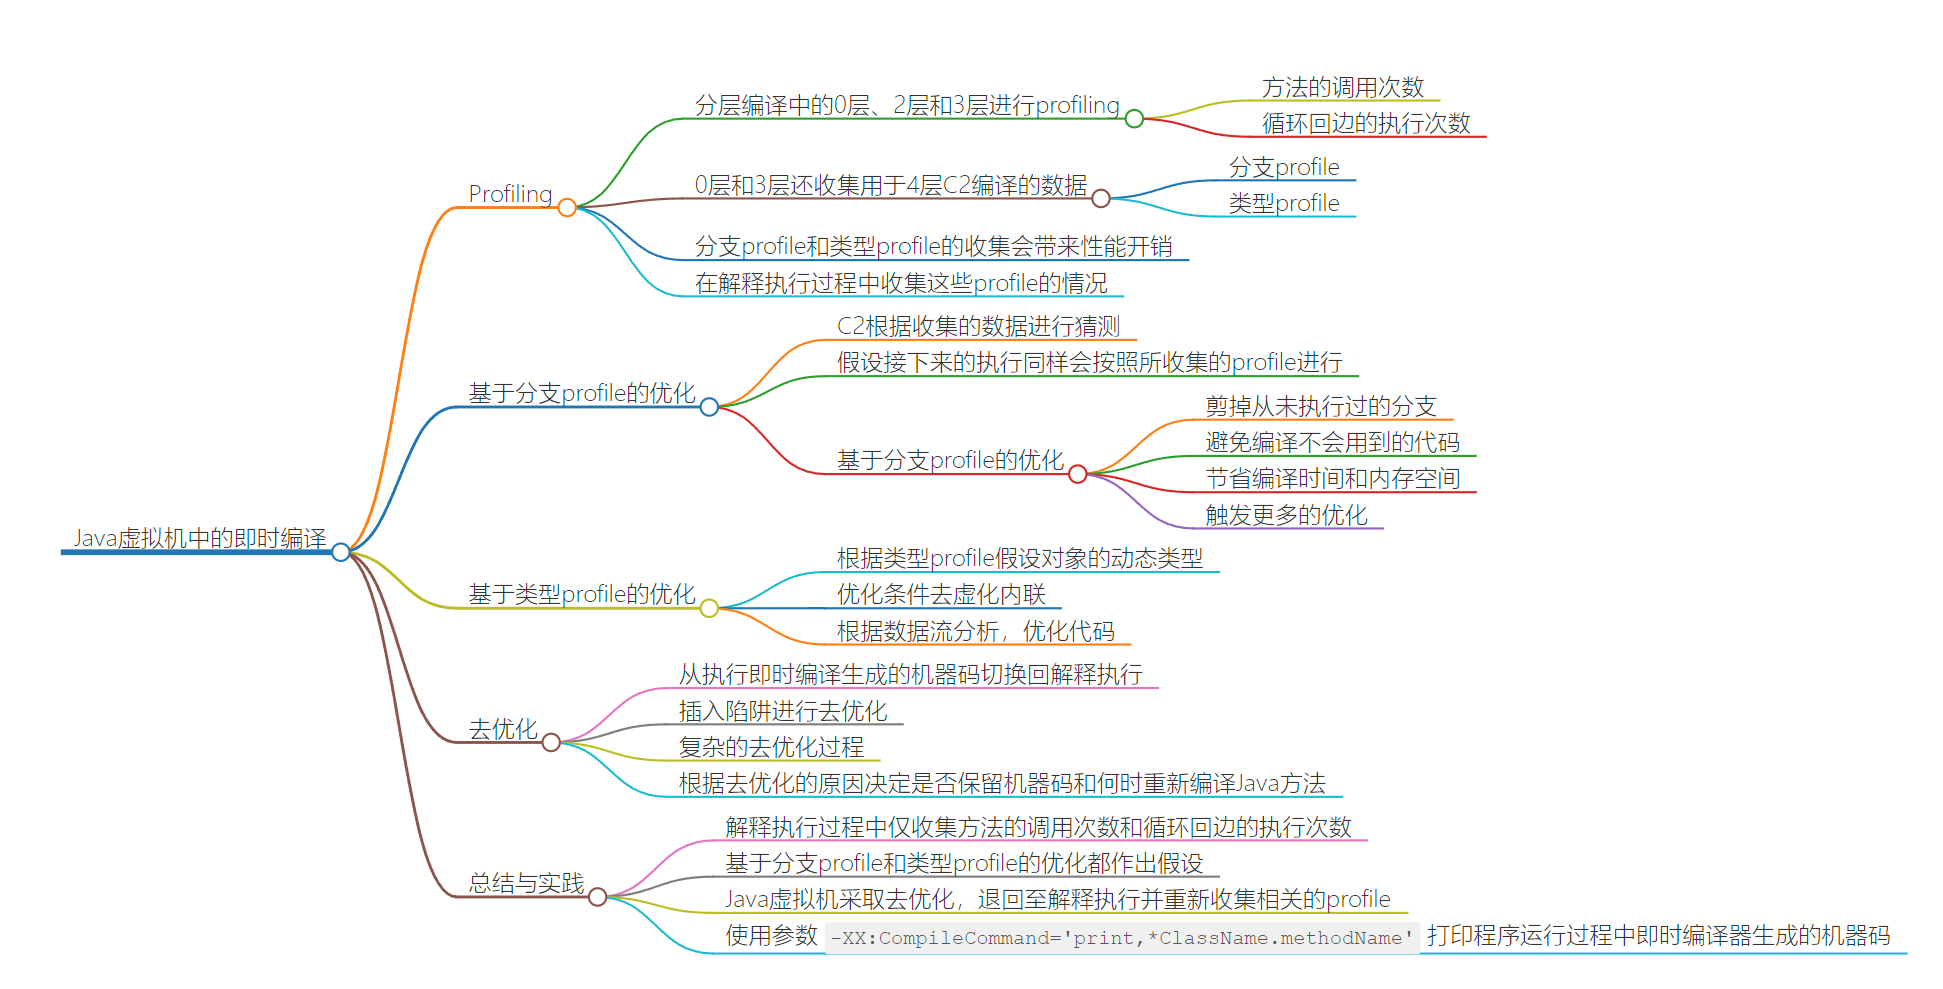 Java虚拟机中的即时编译
Profiling
分层编译中的0层、2层和3层进行profiling
方法的调用次数
循环回边的执行次数
0层和3层还收集用于4层C2编译的数据
分支profile
类型profile
分支profile和类型profile的收集会带来性能开销
在解释执行过程中收集这些profile的情况
基于分支profile的优化
C2根据收集的数据进行猜测
假设接下来的执行同样会按照所收集的profile进行
基于分支profile的优化
剪掉从未执行过的分支
避免编译不会用到的代码
节省编译时间和内存空间
触发更多的优化
基于类型profile的优化
根据类型profile假设对象的动态类型
优化条件去虚化内联
根据数据流分析，优化代码
去优化
从执行即时编译生成的机器码切换回解释执行
插入陷阱进行去优化
复杂的去优化过程
根据去优化的原因决定是否保留机器码和何时重新编译Java方法
总结与实践
解释执行过程中仅收集方法的调用次数和循环回边的执行次数
基于分支profile和类型profile的优化都作出假设
Java虚拟机采取去优化，退回至解释执行并重新收集相关的profile
使用参数 -XX:CompileCommand='print,*ClassName.methodName' 打印程序运行过程中即时编译器生成的机器码